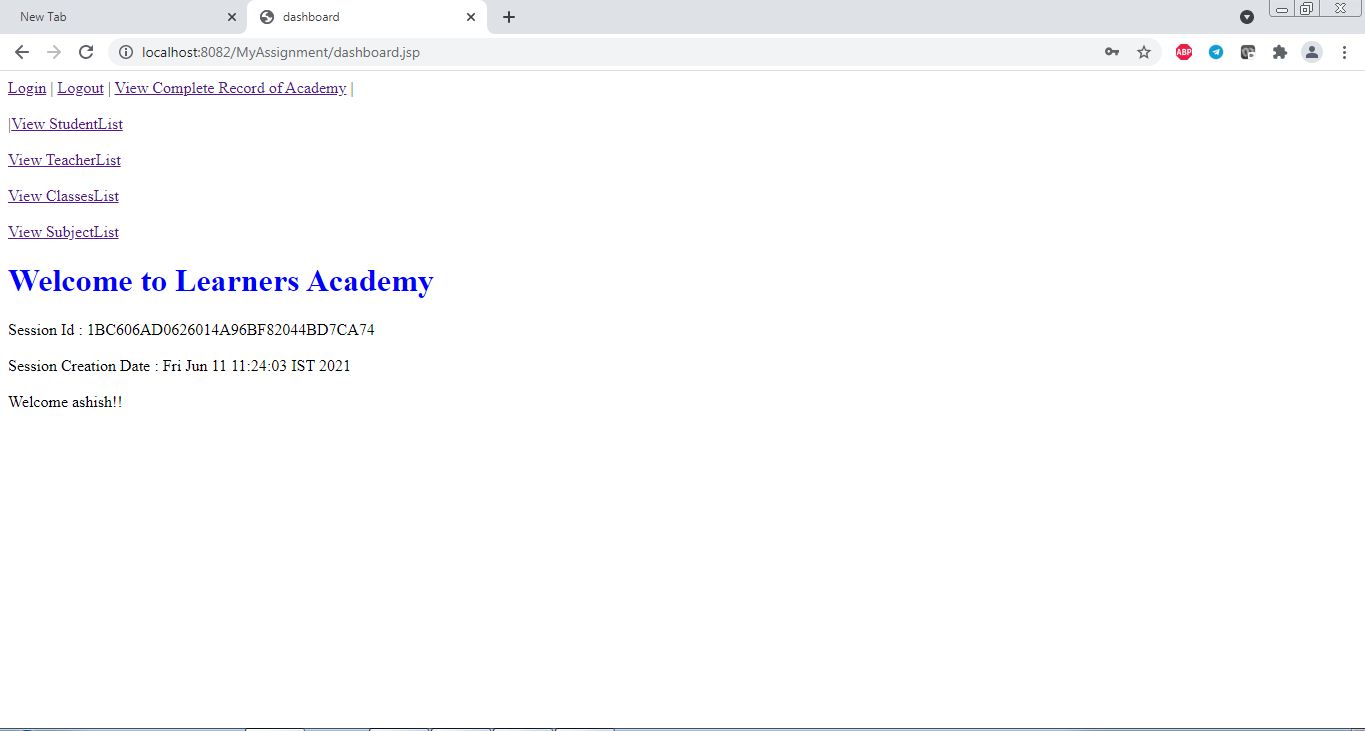 New Tab
dashboard
localhost:8082/MyAssignment/dashboard.jsp
ABP
Login | Logout | View Complete Record of Academy |
|View StudentList
View TeacherList
View ClassesList
View SubjectList
Welcome to Learners Academy
Session Id : 1BC606AD0626014A96BF82044BD7CA74
Session Creation Date : Fri Jun 11 11:24:03 IST 2021
Welcome ashish!!